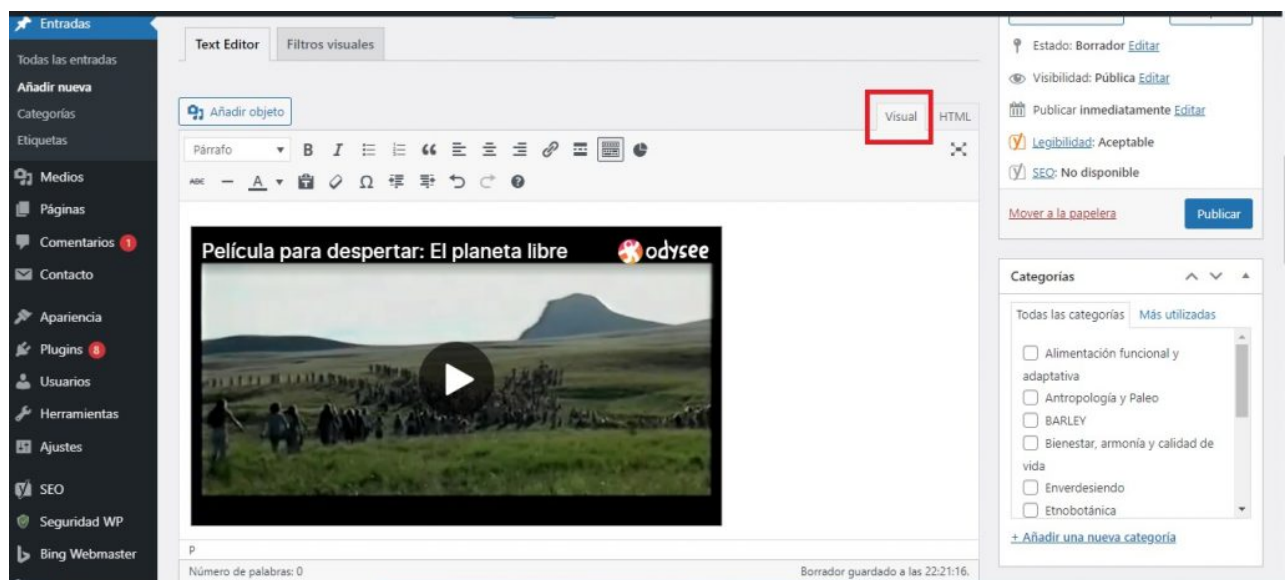 Entradas
Todas las entradas
Añadir nueva
Categorías
Etiquetas
Medios
Páginas
Comentarios 1
Contacto
Apariencia
Plugins 8
Usuarios
Herramientas
Ajustes
SEO
Seguridad WP
Bing Webmaster
Text Editor
Filtros visuales
Añadir objeto
Visual
HTML
Párrafo
B I
ABC
A
Ω
Película para despertar: El planeta libre
odysee
P
Número de palabras: 0
Borrador guardado a las 22:21:16.
Estado: Borrador Editar
Visibilidad: Pública Editar
Publicar inmediatamente Editar
Legibilidad: Aceptable
SEO: No disponible
Mover a la papelera
Publicar
Categorías
Todas las categorías
Más utilizadas
Alimentación funcional y
adaptativa
Antropología y Paleo
BARLEY
Bienestar, armonía y calidad de
vida
Enverdesiendo
Etnobotánica
+ Añadir una nueva categoría